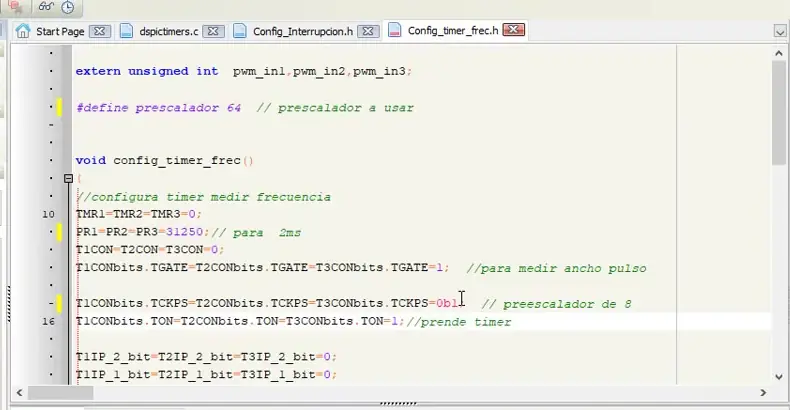 Start Page dspictimers.c Config_Interrupcion.h Config_timer_frec.h
extern unsigned int pwm_in1,pwm_in2,pwm_in3;
#define prescalador 64 // prescalador a usar
void config_timer_frec()
{
//configura timer medir frecuencia
10 TMR1=TMR2=TMR3=0;
PR1=PR2=PR3=31250;// para 2ms
T1CON=T2CON=T3CON=0;
T1CONbits.TGATE=T2CONbits.TGATE=T3CONbits.TGATE=1; //para medir ancho pulso
T1CONbits.TCKPS=T2CONbits.TCKPS=T3CONbits.TCKPS=0b1 // preescalador de 8
16 T1CONbits.TON=T2CONbits.TON=T3CONbits.TON=1;//prende timer
T1IP_2_bit=T2IP_2_bit=T3IP_2_bit=0;
T1IP_1_bit=T2IP_1_bit=T3IP_1_bit=0;